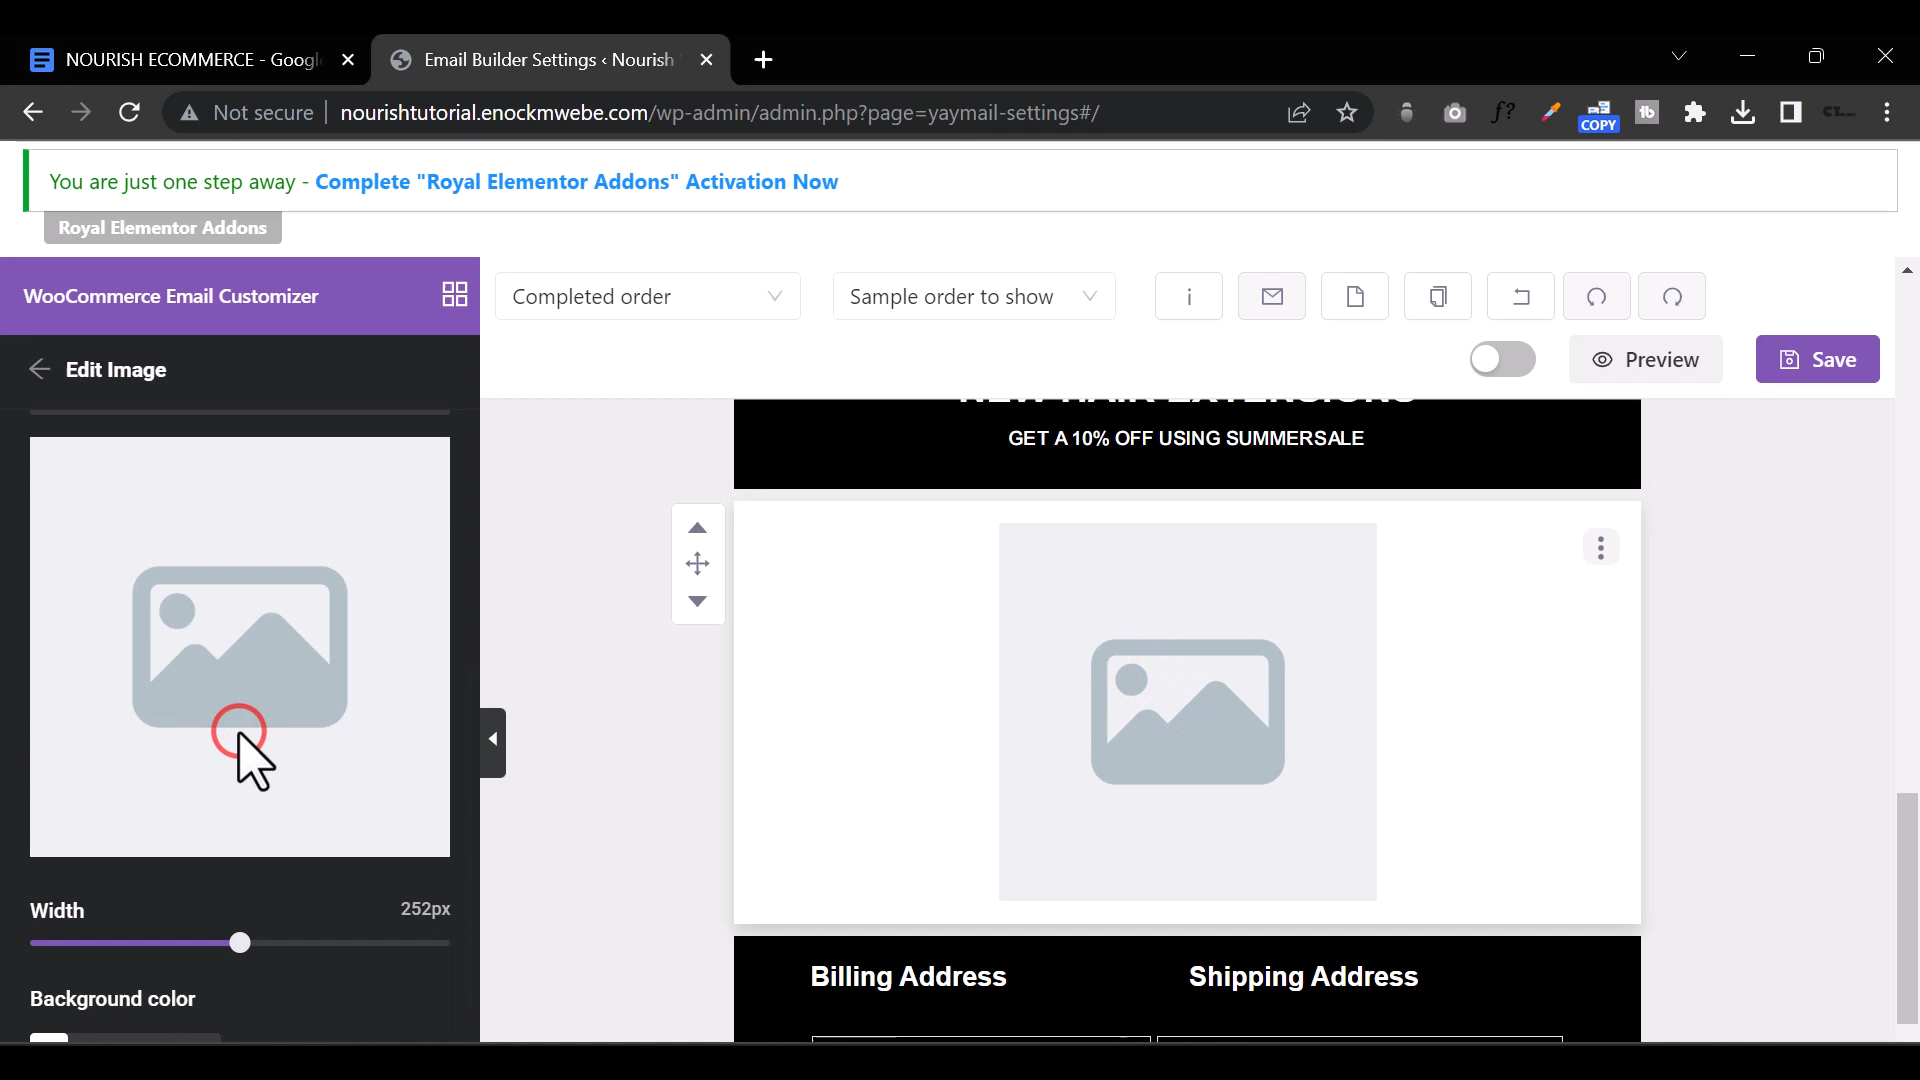 NOURISH ECOMMERCE - Googl
Email Builder Settings ‹ Nourish
Not secure
nourishtutorial.enockmwebe.com/wp-admin/admin.php?page=yaymail-settings#/
COPY
You are just one step away - Complete "Royal Elementor Addons" Activation Now
Royal Elementor Addons
WooCommerce Email Customizer
Completed order
Sample order to show
Edit Image
Preview
Save
NEW HAIR EXTENSIONS
GET A 10% OFF USING SUMMERSALE
Width
252px
Background color
Billing Address
Shipping Address